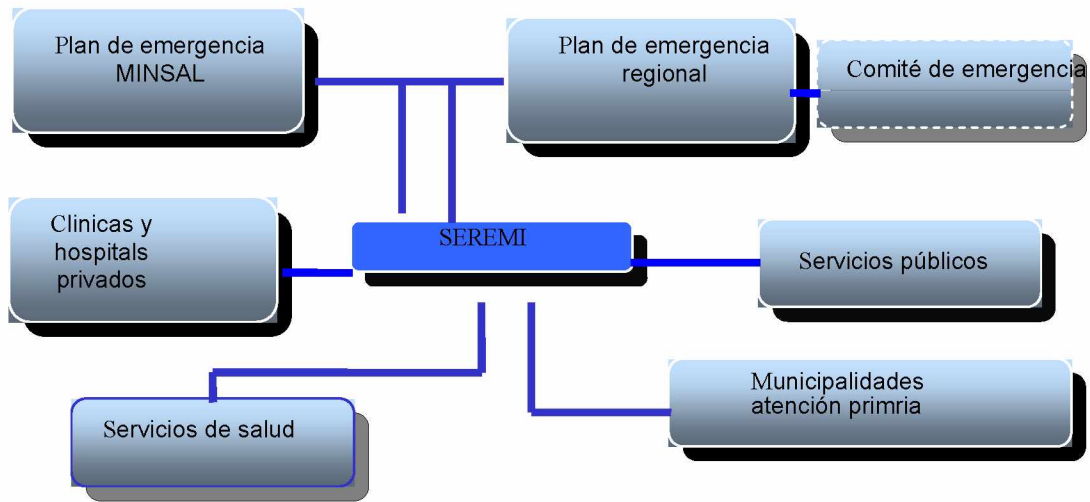 Plan de emergencia
MINSAL
Plan de emergencia
regional
Comité de emergencia
Clinicas y
hospitals
privados
SEREMI
Servicios públicos
Servicios de salud
Municipalidades
atención primria